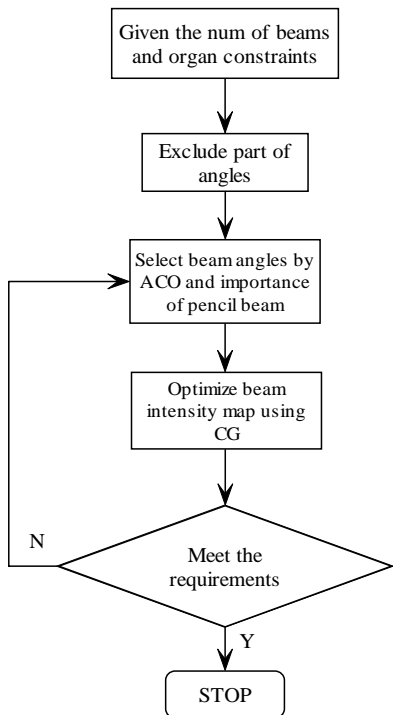 Given the num of beams
and organ constraints
Exclude part of
angles
Select beam angles by
ACO and importance
of pencil beam
Optimize beam
intensity map using
CG
N
Meet the
requirements
Y
STOP